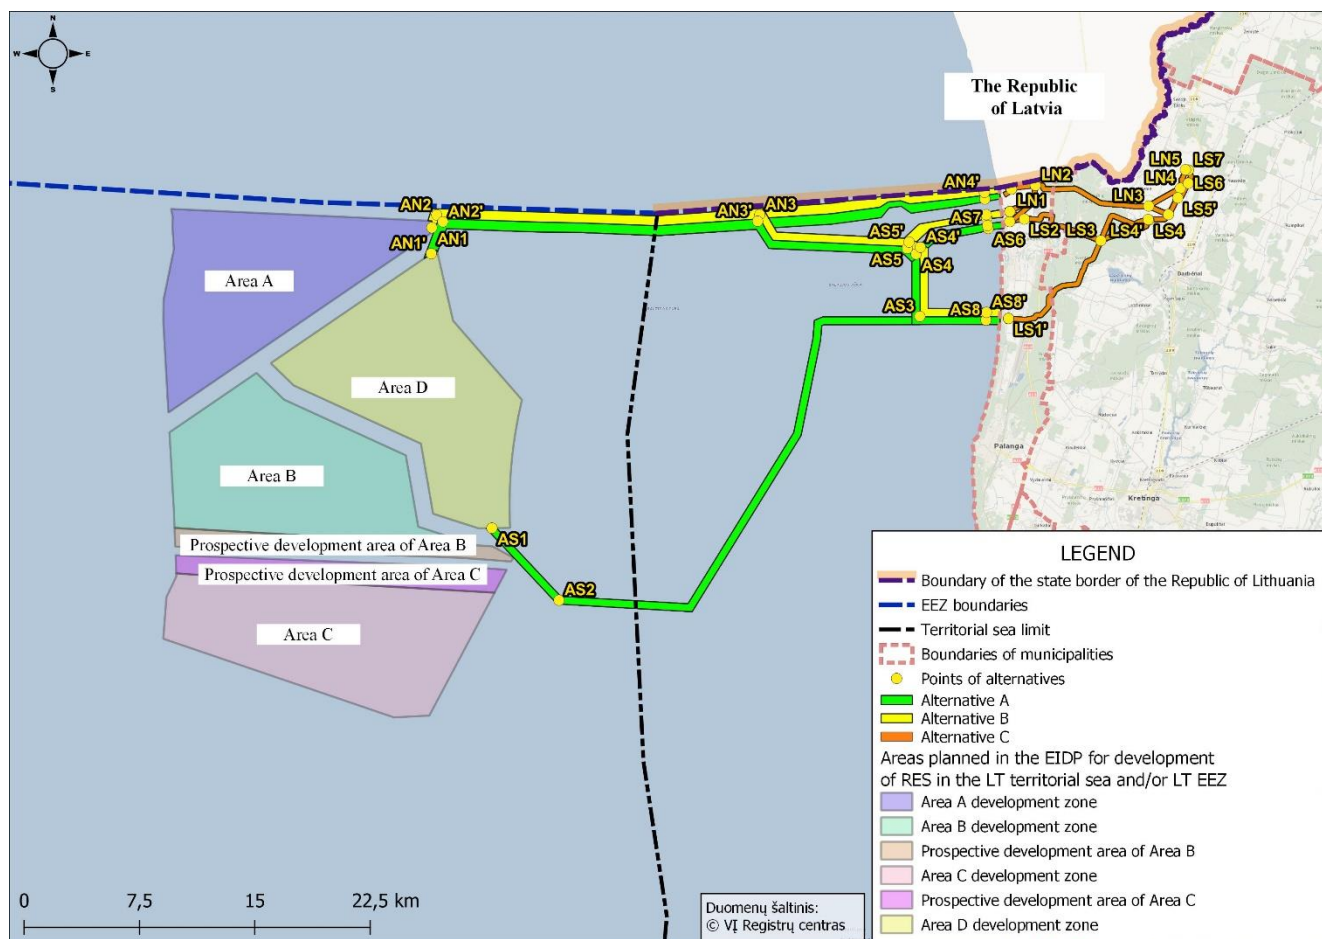 N
W E
S
The Republic
of Latvia
AN2
AN2'
AN1'
AN1
AN3'
AN3
AN4'
LN2
LN1
LN3
LN5
LN4
LS7
LS6
LS5'
LS4
LS4'
LS3
LS2
AS7
AS6
AS5'
AS4'
AS5
AS4
AS3
AS8
AS8'
LS1'
AS1
AS2
Area A
Area D
Area B
Prospective development area of Area B
Prospective development area of Area C
Area C
Palanga
Kretinga
Darbėnai
LEGEND
Boundary of the state border of the Republic of Lithuania
EEZ boundaries
Territorial sea limit
Boundaries of municipalities
Points of alternatives
Alternative A
Alternative B
Alternative C
Areas planned in the EIDP for development
of RES in the LT territorial sea and/or LT EEZ
Area A development zone
Area B development zone
Prospective development area of Area B
Area C development zone
Prospective development area of Area C
Area D development zone
0 7,5 15 22,5 km
Duomenų šaltinis:
© VĮ Registrų centras